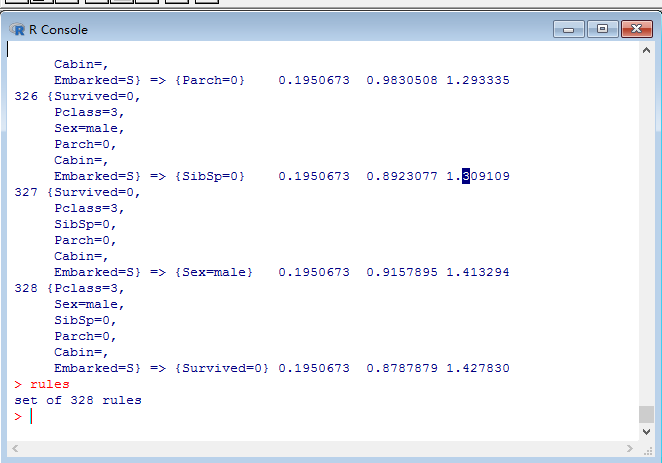 R Console
Cabin=,
Embarked=S} => {Parch=0} 0.1950673 0.9830508 1.293335
326 {Survived=0,
Pclass=3,
Sex=male,
Parch=0,
Cabin=,
Embarked=S} => {SibSp=0} 0.1950673 0.8923077 1.309109
327 {Survived=0,
Pclass=3,
SibSp=0,
Parch=0,
Cabin=,
Embarked=S} => {Sex=male} 0.1950673 0.9157895 1.413294
328 {Pclass=3,
Sex=male,
SibSp=0,
Parch=0,
Cabin=,
Embarked=S} => {Survived=0} 0.1950673 0.8787879 1.427830
> rules
set of 328 rules
>